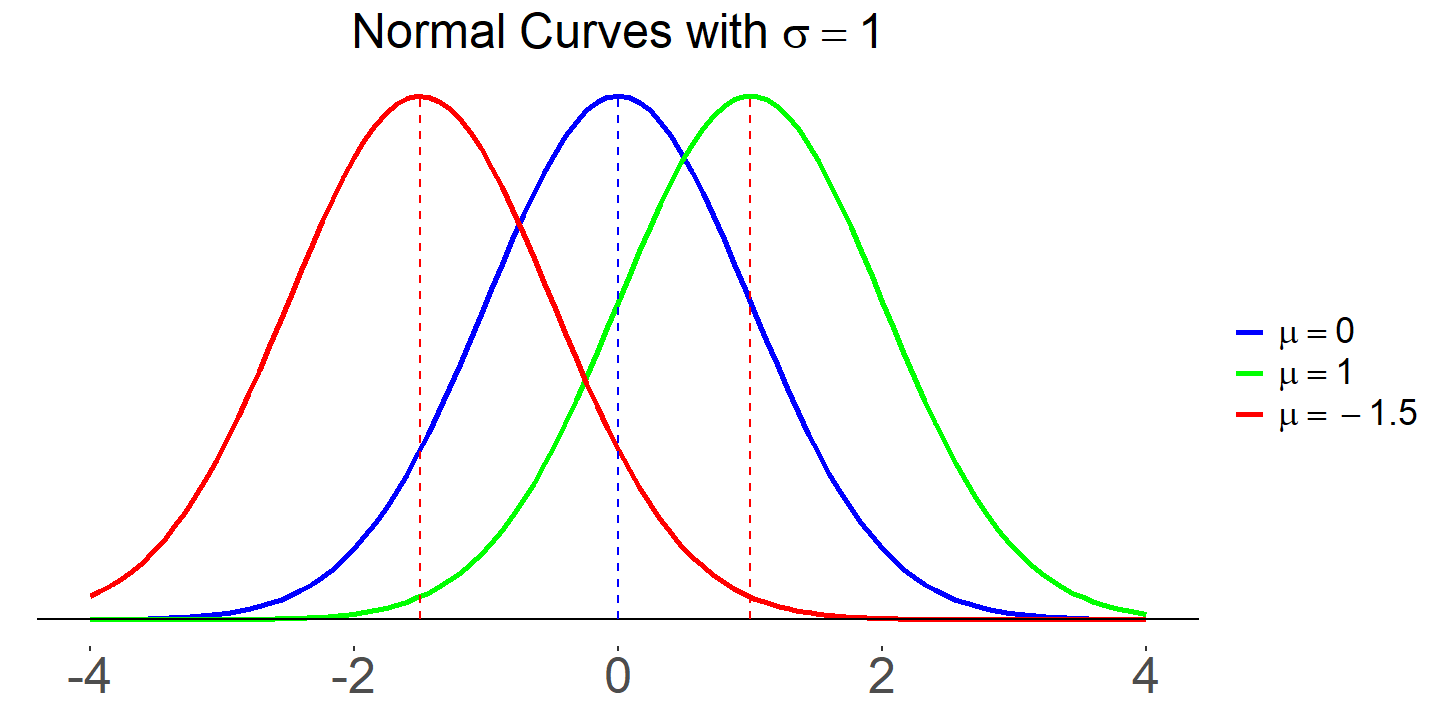 Normal Curves with σ = 1
μ = 0
μ = 1
μ = − 1.5
-4 -2 0 2 4